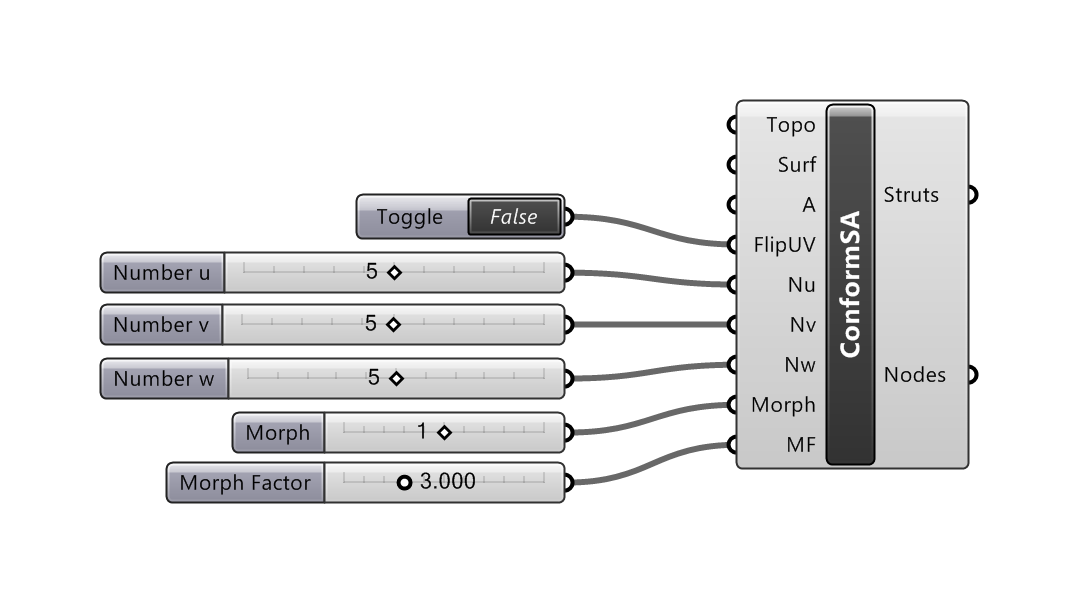 Toggle False
Number u 5
Number v 5
Number w 5
Morph 1
Morph Factor 3.000
Topo
Surf
A
FlipUV
Nu
Nv
Nw
Morph
MF
ConformSA
Struts
Nodes